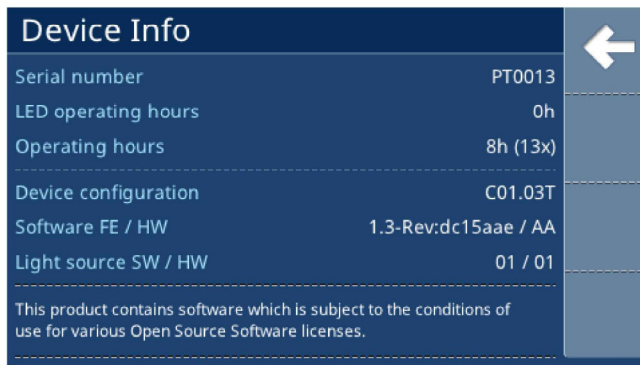 Device Info
Serial number PT0013
LED operating hours 0h
Operating hours 8h (13x)
Device configuration C01.03T
Software FE / HW 1.3-Rev:dc15aae / AA
Light source SW / HW 01 / 01
This product contains software which is subject to the conditions of
use for various Open Source Software licenses.